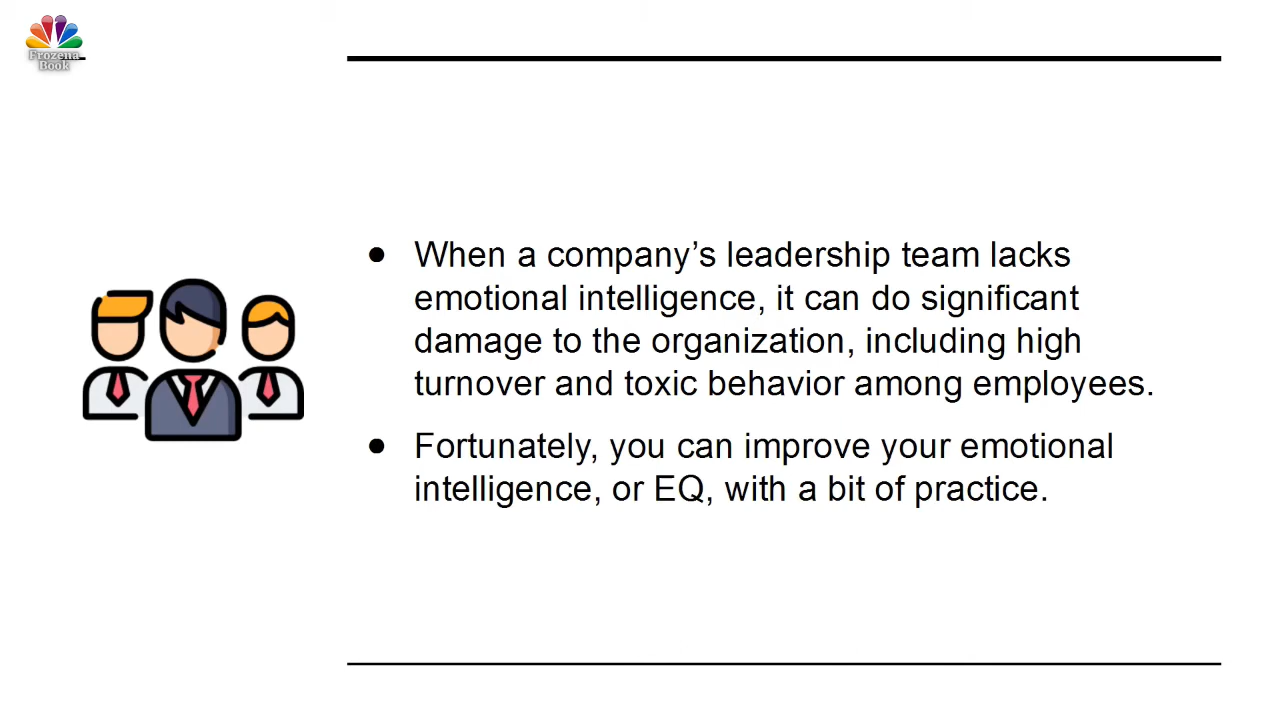 Frozena
Book
● When a company’s leadership team lacks
emotional intelligence, it can do significant
damage to the organization, including high
turnover and toxic behavior among employees.
● Fortunately, you can improve your emotional
intelligence, or EQ, with a bit of practice.